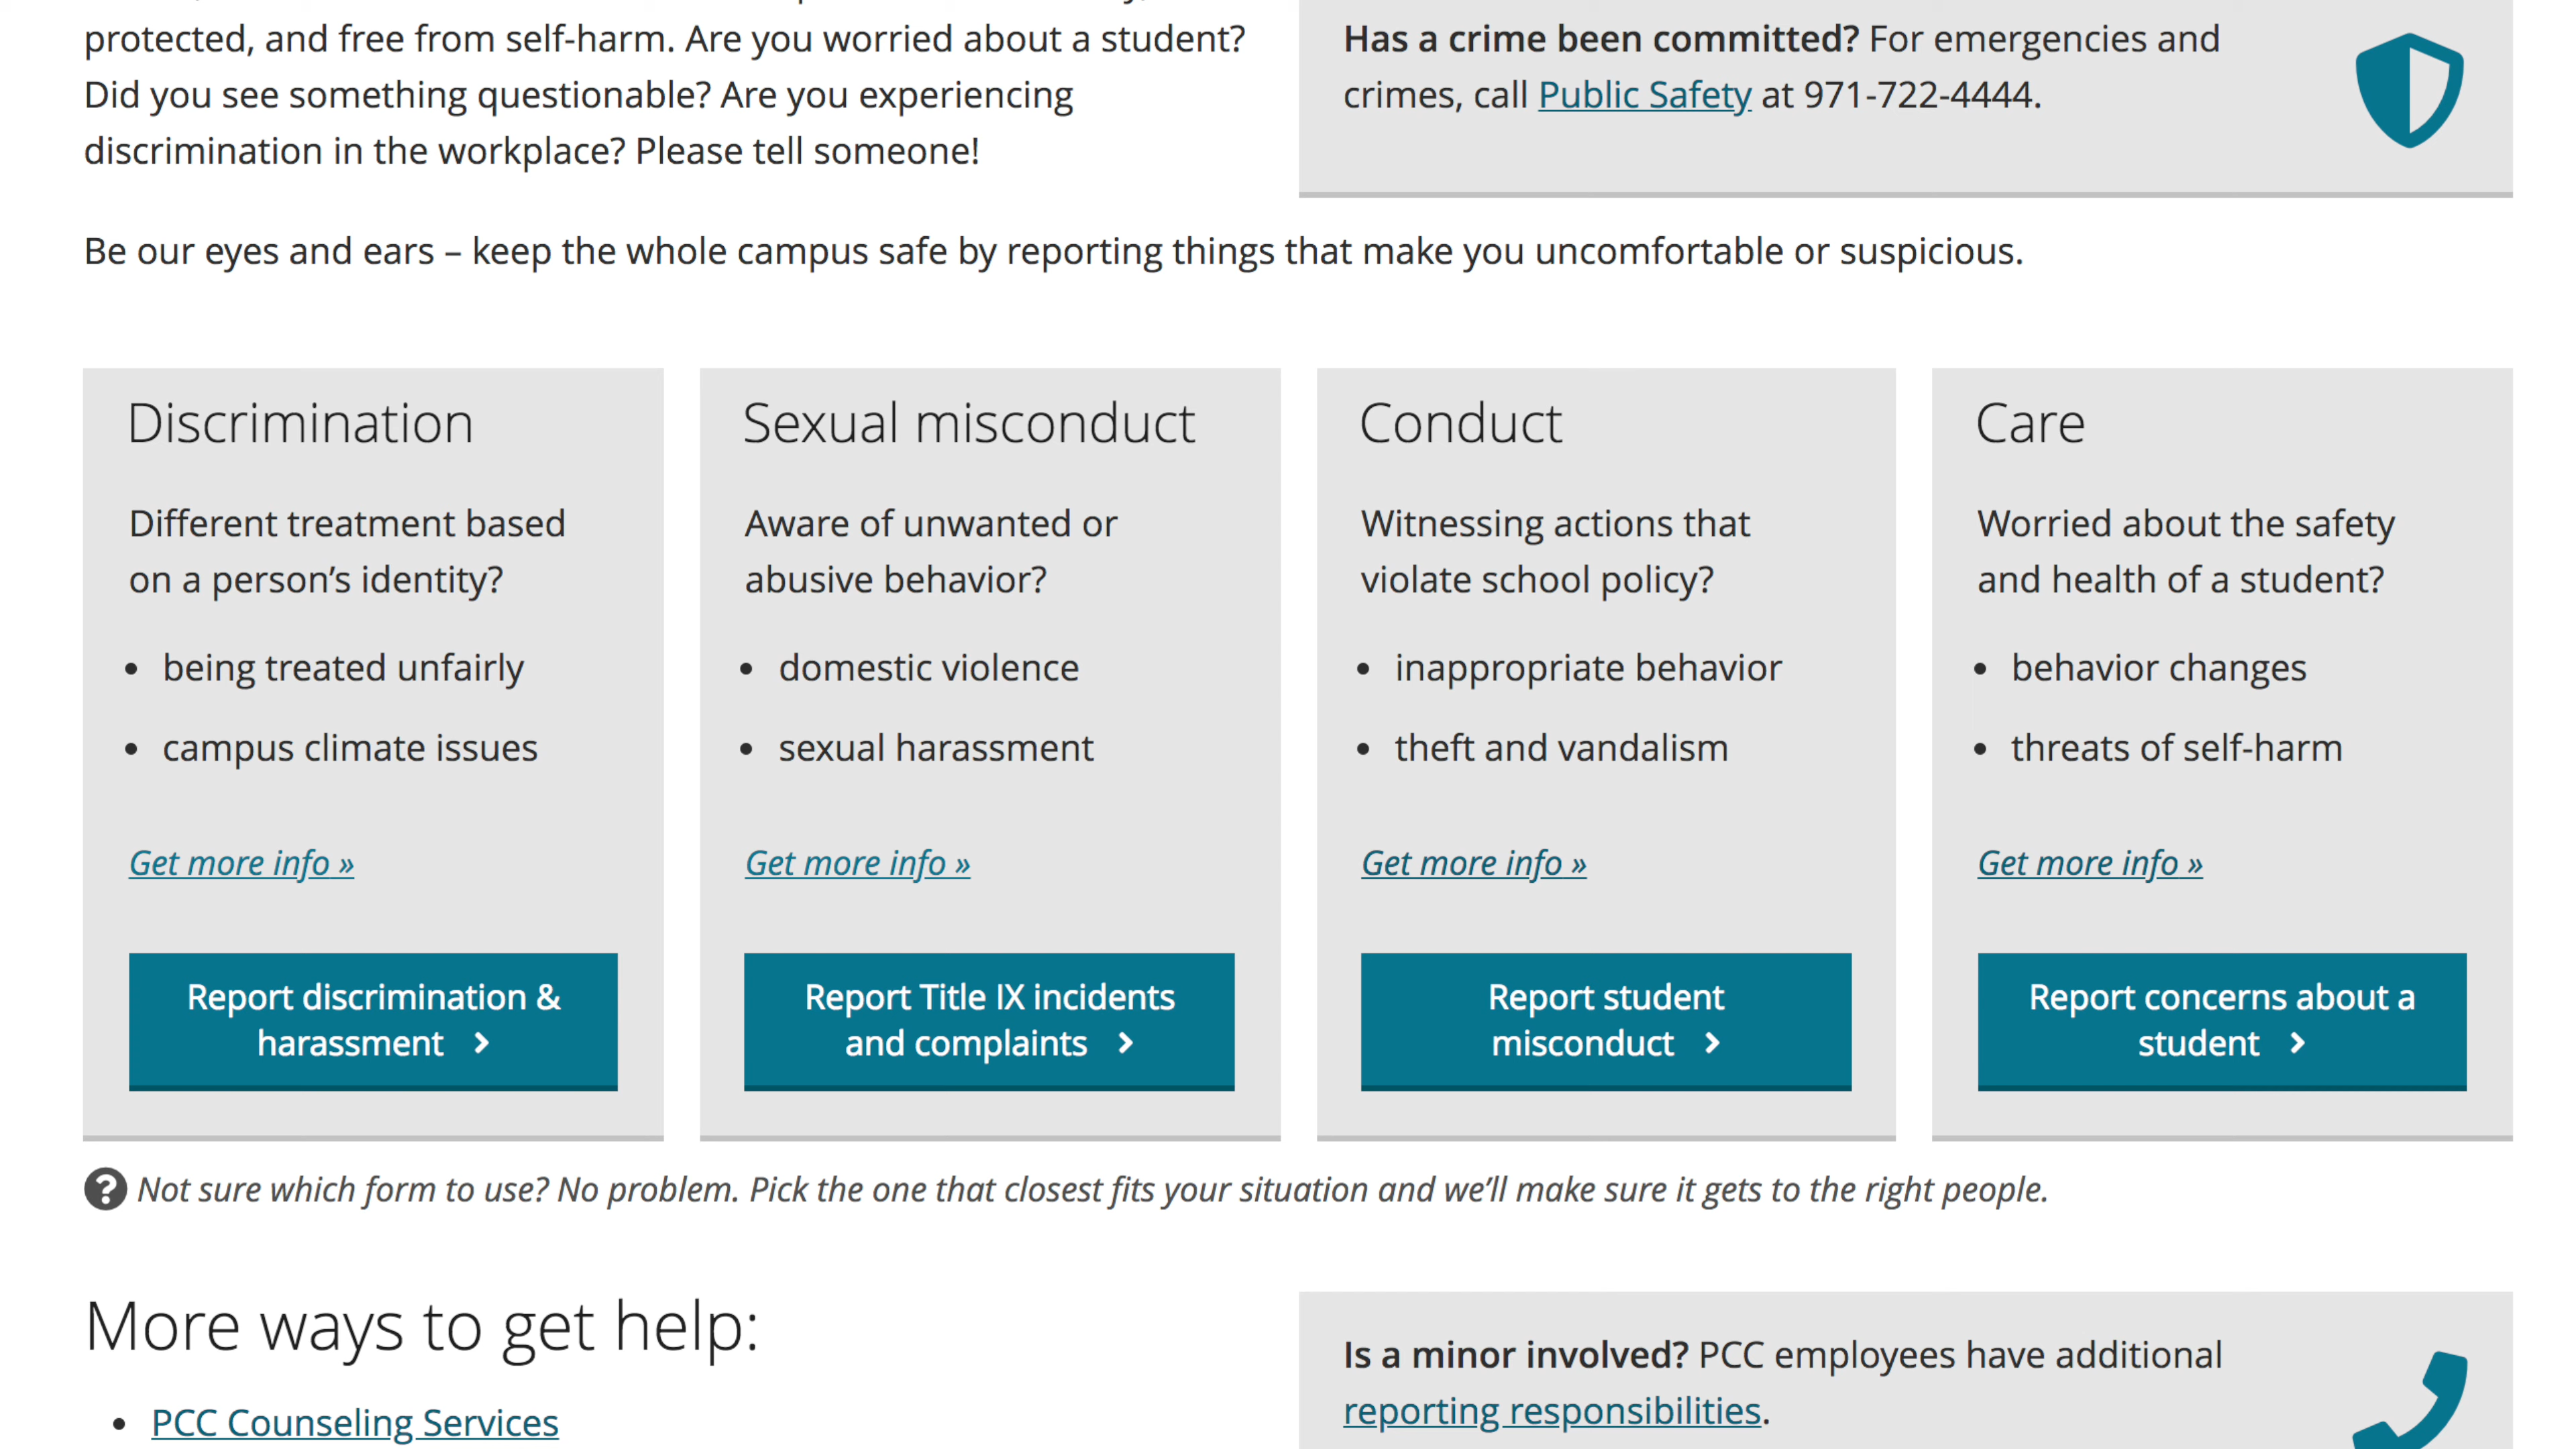 protected, and free from self-harm. Are you worried about a student?
Did you see something questionable? Are you experiencing
discrimination in the workplace? Please tell someone!
Has a crime been committed? For emergencies and
crimes, call Public Safety at 971-722-4444.
Be our eyes and ears – keep the whole campus safe by reporting things that make you uncomfortable or suspicious.
Discrimination
Different treatment based
on a person’s identity?
• being treated unfairly
• campus climate issues
Get more info »
Report discrimination &
harassment
Sexual misconduct
Aware of unwanted or
abusive behavior?
• domestic violence
• sexual harassment
Get more info »
Report Title IX incidents
and complaints
Conduct
Witnessing actions that
violate school policy?
• inappropriate behavior
• theft and vandalism
Get more info »
Report student
misconduct
Care
Worried about the safety
and health of a student?
• behavior changes
• threats of self-harm
Get more info »
Report concerns about a
student
Not sure which form to use? No problem. Pick the one that closest fits your situation and we’ll make sure it gets to the right people.
More ways to get help:
• PCC Counseling Services
Is a minor involved? PCC employees have additional
reporting responsibilities.